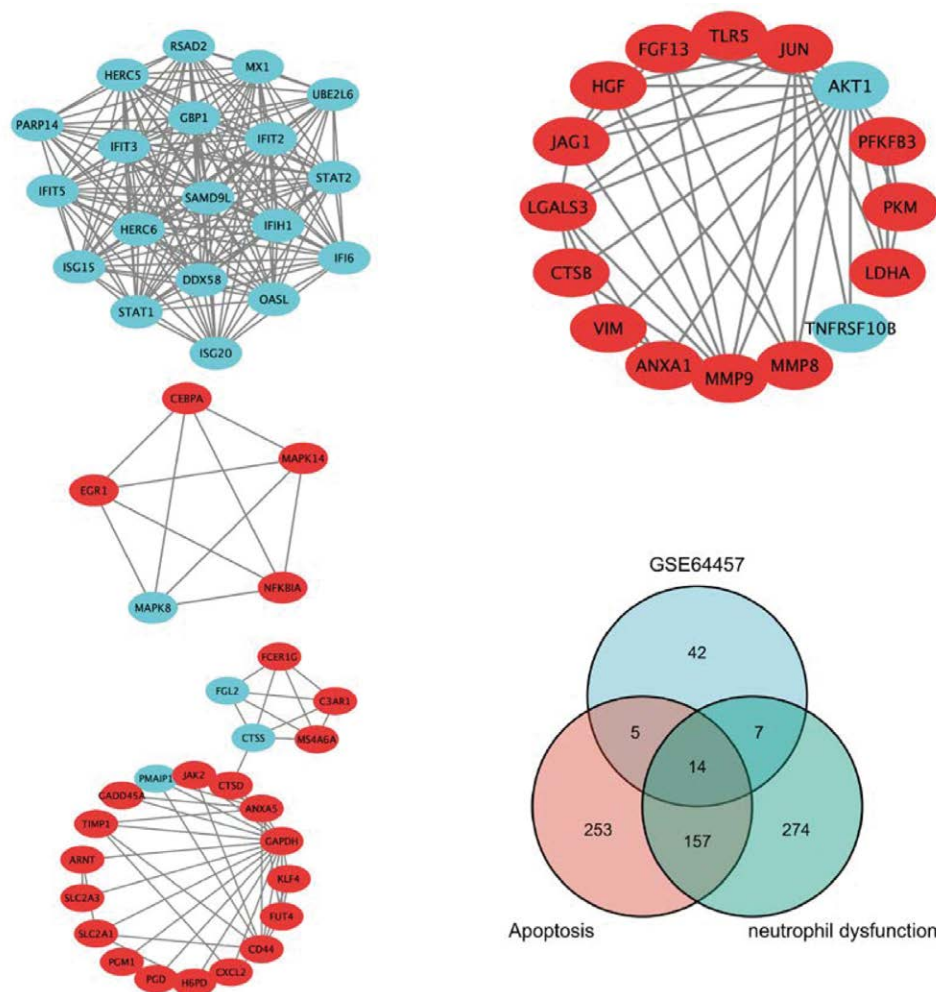 RSAD2
HERC5
MX1
UBE2L6
GBP1
PARP14
IFIT3
IFIT2
IFIT5
SAMD9L
STAT2
HERC6
IFIH1
ISG15
DDX58
IFI6
STAT1
OASL
ISG20
TLR5
FGF13
JUN
HGF
AKT1
JAG1
PFKFB3
LGALS3
PKM
CTSB
LDHA
VIM
TNFRSF10B
ANXA1
MMP9
MMP8
CEBPA
MAPK14
EGR1
NFKBIA
MAPK8
FCER1G
FGL2
C3AR1
CTSS
MS4A6A
PMAIP1
JAK2
CTSD
GADD45A
ANXA5
TIMP1
GAPDH
ARNT
KLF4
SLC2A3
FUT4
SLC2A1
CD44
PGM1
CXCL2
PGD
H6PD
GSE64457
42
5
7
14
253
157
274
Apoptosis
neutrophil dysfunction